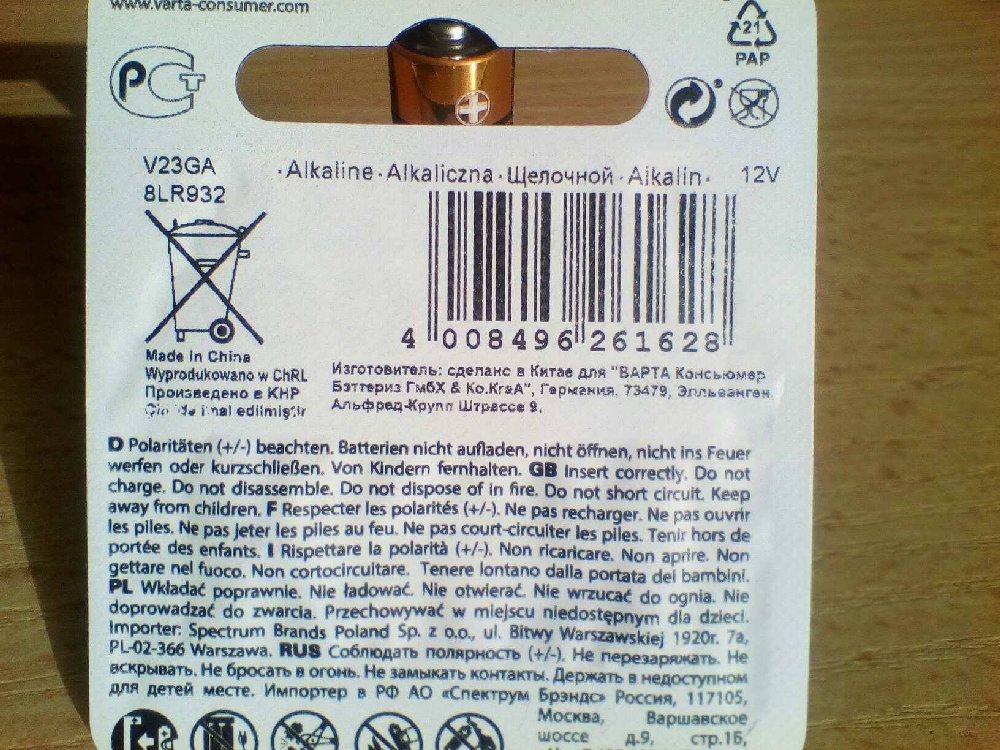 www.varta-consumer.com
21
PAP
V23GA
8LR932
· Alkaline · Alkaliczna · Щелочной · Alkalin ·
12V
4 008496 261628
Made in China
Wyprodukowano w ChRL
Произведено в КНР
edilmiştir
Изготовитель: сделано в Китае для "ВАРТА Консьюмер
Бэттериз ГмбХ & Ко.КгаА", Германия, 73479, Элльванген,
Альфред-Крупп Штрассе 9.
D Polaritäten (+/-) beachten. Batterien nicht aufladen, nicht öffnen, nicht ins Feuer
werfen oder kurzschließen. Von Kindern fernhalten. GB Insert correctly. Do not
charge. Do not disassemble. Do not dispose of in fire. Do not short circuit. Keep
away from children. F Respecter les polarités (+/-). Ne pas recharger. Ne pas ouvrir
les piles. Ne pas jeter les piles au feu. Ne pas court-circuiter les piles. Tenir hors de
portée des enfants. I Rispettare la polarità (+/-). Non ricaricare. Non aprire. Non
gettare nel fuoco. Non cortocircuitare. Tenere lontano dalla portata dei bambini.
PL Wkładać poprawnie. Nie ładować. Nie otwierać. Nie wrzucać do ognia. Nie
doprowadzać do zwarcia. Przechowywać w miejscu niedostępnym dla dzieci.
Importer: Spectrum Brands Poland Sp. z o.o., ul. Bitwy Warszawskiej 1920r. 7a,
PL-02-366 Warszawa. RUS Соблюдать полярность (+/-). Не перезаряжать. Не
вскрывать. Не бросать в огонь. Не замыкать контакты. Держать в недоступном
для детей месте. Импортер в РФ АО «Спектрум Брэндс» Россия, 117105,
Москва, Варшавское
шоссе д.9, стр.1Б,